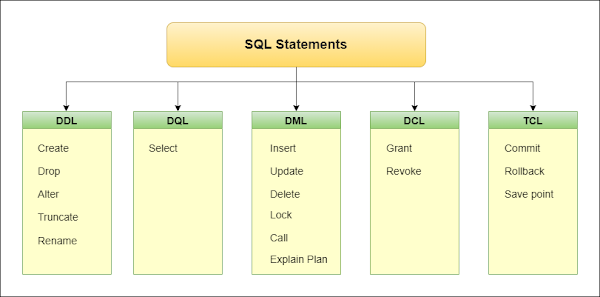 SQL Statements
DDL
Create
Drop
Alter
Truncate
Rename
DQL
Select
DML
Insert
Update
Delete
Lock
Call
Explain Plan
DCL
Grant
Revoke
TCL
Commit
Rollback
Save point